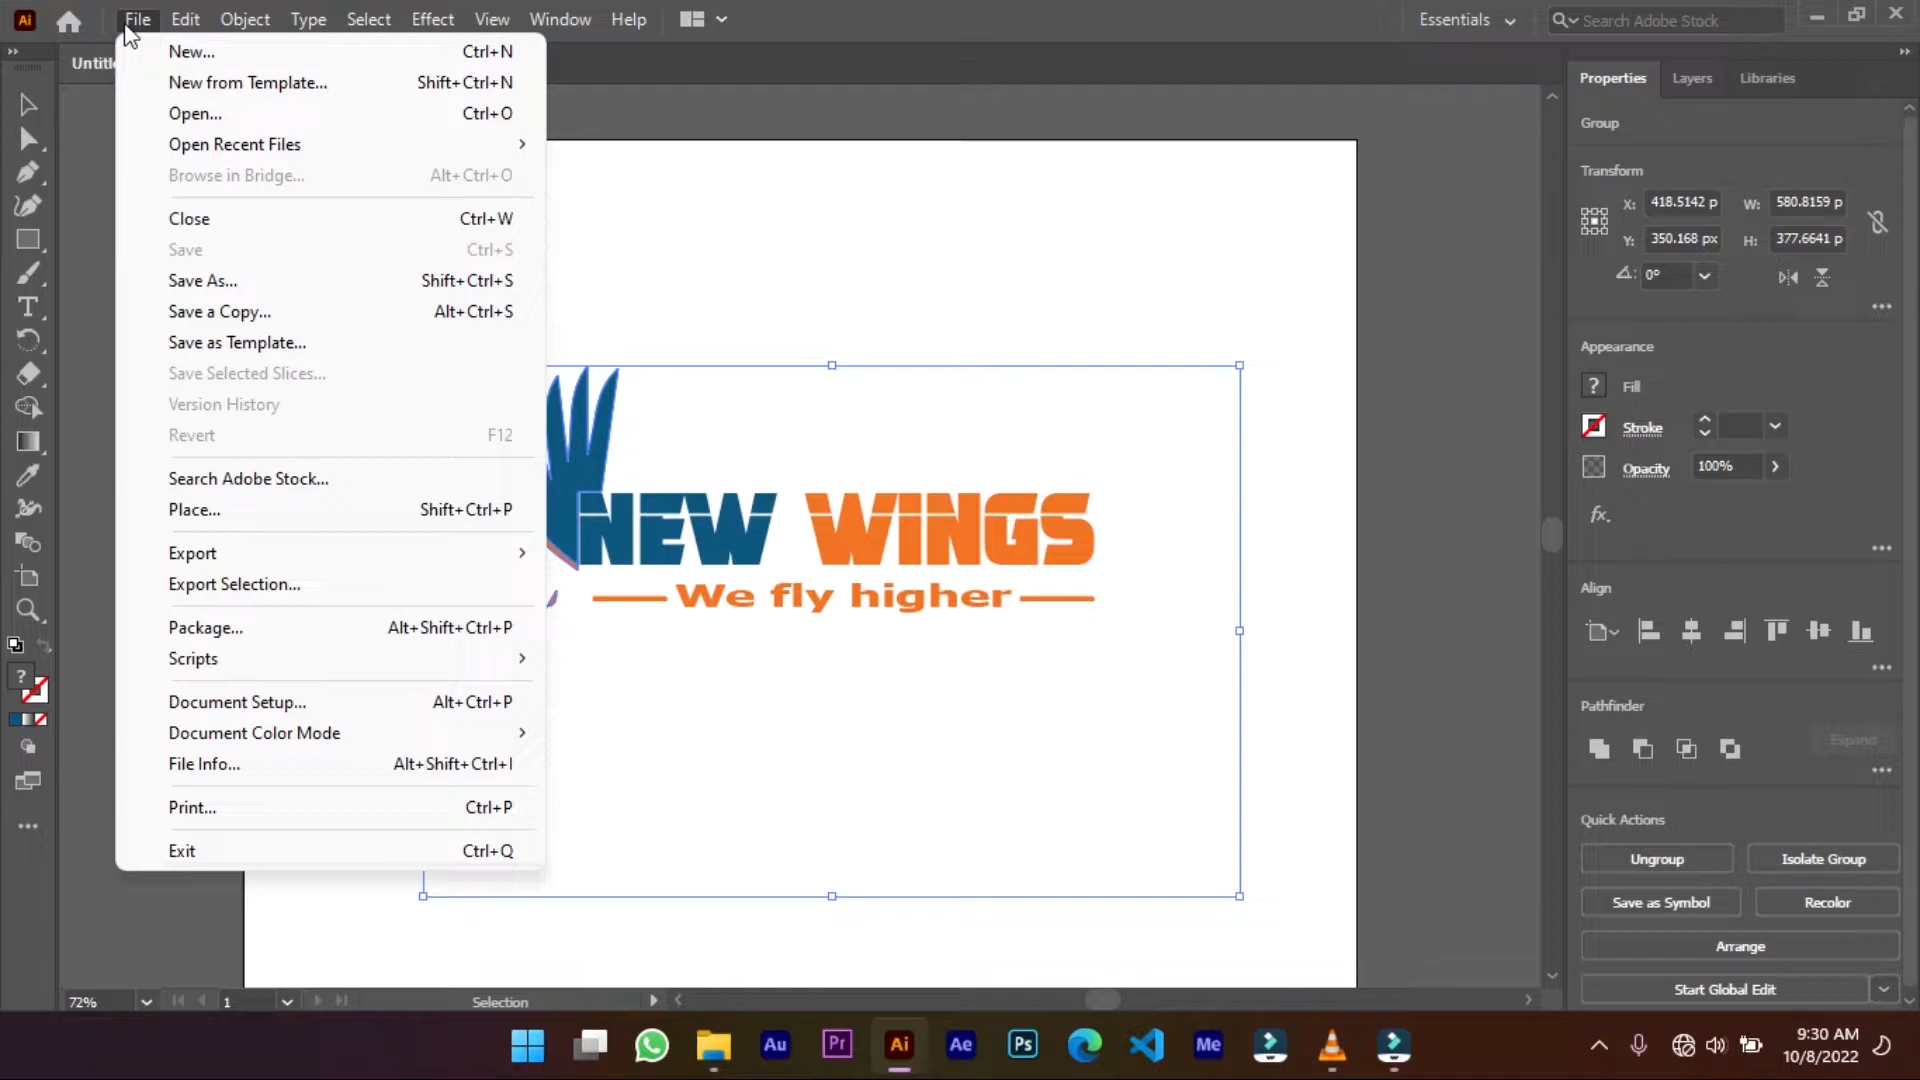 Ai File Edit Object Type Select Effect View Window Help Essentials Search Adobe Stock
New... Ctrl+N
New from Template... Shift+Ctrl+N
Open... Ctrl+O
Open Recent Files
Browse in Bridge... Alt+Ctrl+O
Close Ctrl+W
Save Ctrl+S
Save As... Shift+Ctrl+S
Save a Copy... Alt+Ctrl+S
Save as Template...
Save Selected Slices...
Version History
Revert F12
Search Adobe Stock...
Place... Shift+Ctrl+P
Export
Export Selection...
Package... Alt+Shift+Ctrl+P
Scripts
Document Setup... Alt+Ctrl+P
Document Color Mode
File Info... Alt+Shift+Ctrl+I
Print... Ctrl+P
Exit Ctrl+Q
NEW WINGS
We fly higher
Properties Layers Libraries
Group
Transform
X: 418.5142 p W: 580.8159 p
Y: 350.168 px H: 377.6641 p
0°
Appearance
? Fill
Stroke
Opacity 100%
fx.
Align
Pathfinder
Expand
Quick Actions
Ungroup Isolate Group
Save as Symbol Recolor
Arrange
Start Global Edit
72% 1 Selection
Au Pr Ai Ae Ps Me
9:30 AM
10/8/2022